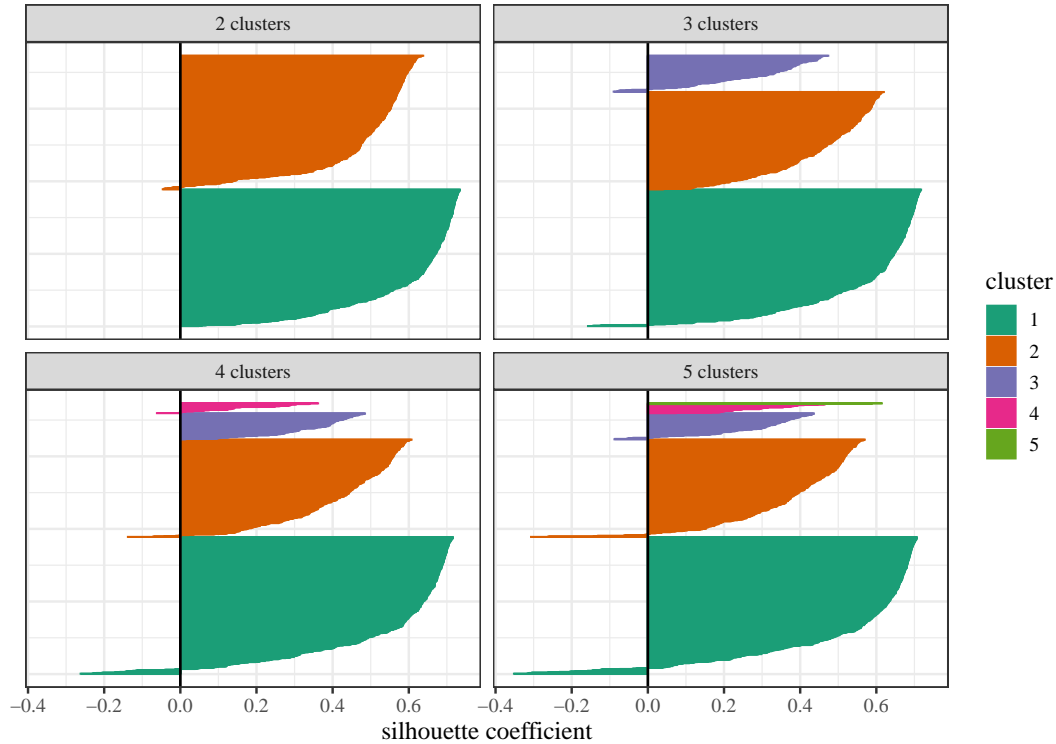 2 clusters
3 clusters
4 clusters
5 clusters
−0.4 −0.2 0.0 0.2 0.4 0.6
−0.4 −0.2 0.0 0.2 0.4 0.6
silhouette coefficient
cluster
1
2
3
4
5